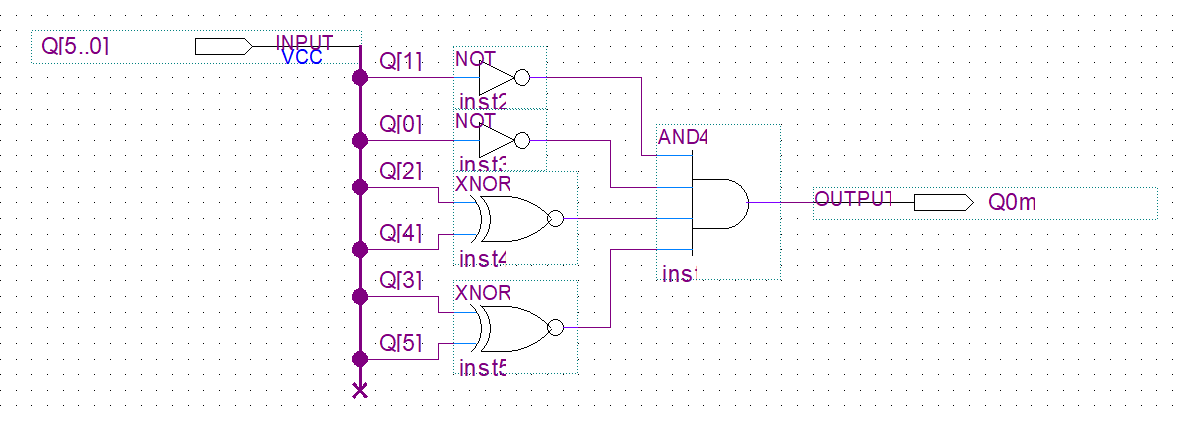 Q[5..0]
INPUT
VCC
Q[1]
NOT
inst2
Q[0]
NOT
inst3
Q[2]
XNOR
Q[4]
inst4
Q[3]
XNOR
Q[5]
inst5
AND4
inst
OUTPUT
Q0m